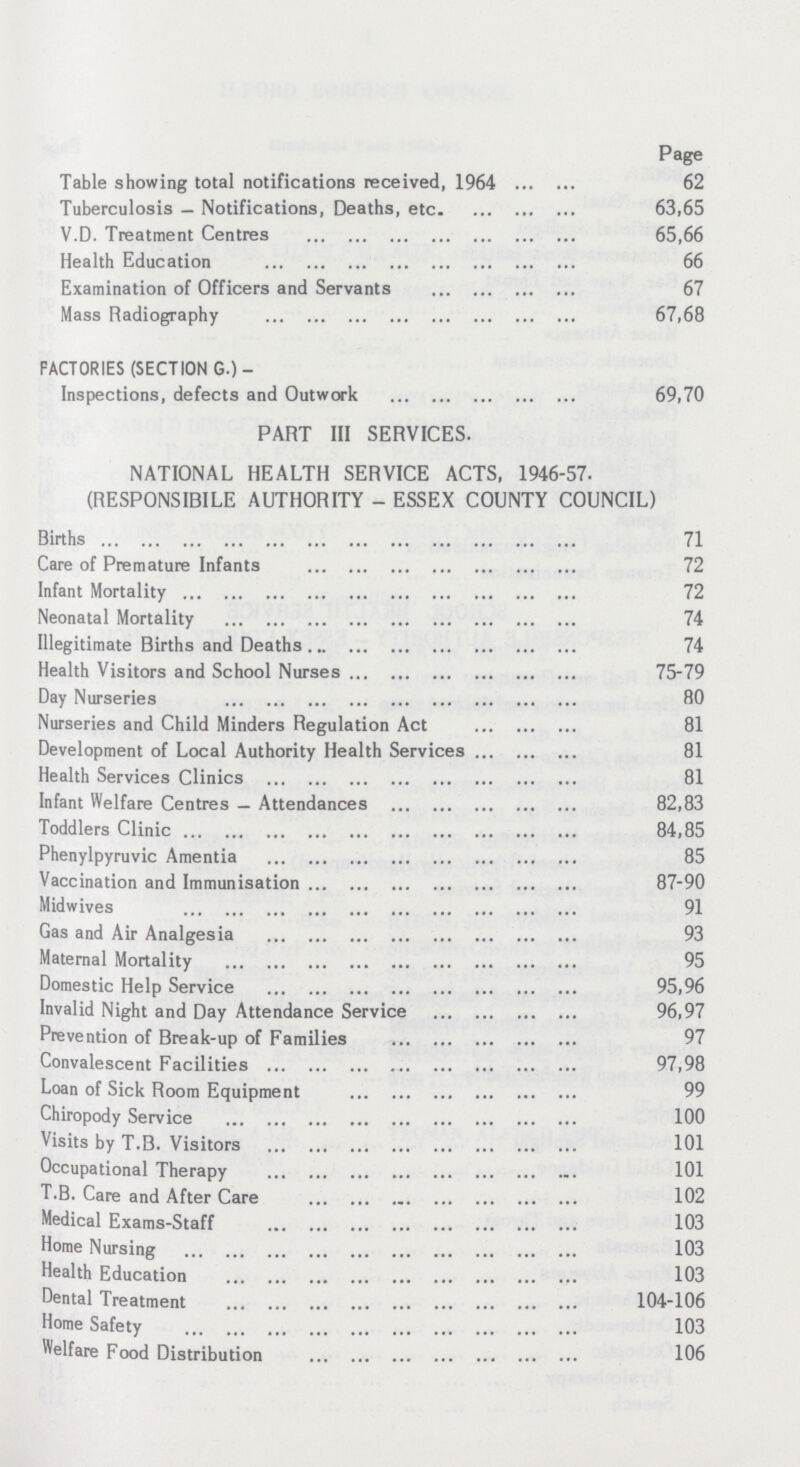 Page
Table showing total notifications received, 1964 ... ... 62
Tuberculosis — Notifications, Deaths, etc. ... ... ... 63,65
V.D. Treatment Centres ... ... ... ... ... ... ... 65,66
Health Education ... ... ... ... ... ... ... ... 66
Examination of Officers and Servants ... ... ... ... 67
Mass Radiography ... ... ... ... ... ... ... ... 67,68
FACTORIES (SECTION G.) -
Inspections, defects and Outwork ... ... ... ... ... 69,70
PART III SERVICES.
NATIONAL HEALTH SERVICE ACTS, 1946-57.
(RESPONSIBILE AUTHORITY - ESSEX COUNTY COUNCIL)
Births ... ... ... ... ... ... ... ... ... ... ... ... 71
Care of Premature Infants ... ... ... ... ... ... ... 72
Infant Mortality ... ... ... ... ... ... ... ... ... ... 72
Neonatal Mortality ... ... ... ... ... ... ... ... ... 74
Illegitimate Births and Deaths ... ... ... ... ... ... ... 74
Health Visitors and School Nurses ... ... ... ... ... ... 75-79
Day Nurseries ... ... ... ... ... ... ... ... ... 80
Nurseries and Child Minders Regulation Act ... ... ... 81
Development of Local Authority Health Services ... ... ... 81
Health Services Clinics ... ... ... ... ... ... ... ... 81
Infant Welfare Centres — Attendances ... ... ... ... ... 82,83
Toddlers Clinic ... ... ... ... ... ... ... ... ... ... 84,85
Phenylpyruvic Amentia ... ... ... ... ... ... ... ... 85
Vaccination and Immunisation ... ... ... ... ... ... ... 87-90
Midwives ... ... ... ... ... ... ... ... ... ... 91
Gas and Air Analgesia ... ... ... ... ... ... ... ... 93
Maternal Mortality ... ... ... ... ... ... ... ... ... 95
Domestic Help Service ... ... ... ... ... ... ... ... 95,96
Invalid Night and Day Attendance Service ... ... ... ... 96,97
Prevention of Break-up of Families ... ... ... ... ... 97
Convalescent Facilities ... ... ... ... ... ... ... ... 97,98
Loan of Sick Room Equipment ... ... ... ... ... ... 99
Chiropody Service ... ... ... ... ... ... ... ... ... 100
Visits by T.B. Visitors ... ... ... ... ... ... ... ... 101
Occupational Therapy ... ... ... ... ... ... ... ... 101
T.B. Care and After Care ... ... ... ... ... ... ... 102
Medical Exams-Staff ... ... ... ... ... ... ... ... 103
Home Nursing ... ... ... ... ... ... ... ... ... ... 103
Health Education ... ... ... ... ... ... ... ... ... 103
Dental Treatment ... ... ... ... ... ... ... ... ... 104-106
Home Safety ... ... ... ... ... ... ... ... ... ... 103
Welfare Food Distribution ... ... ... ... ... ... ... 106